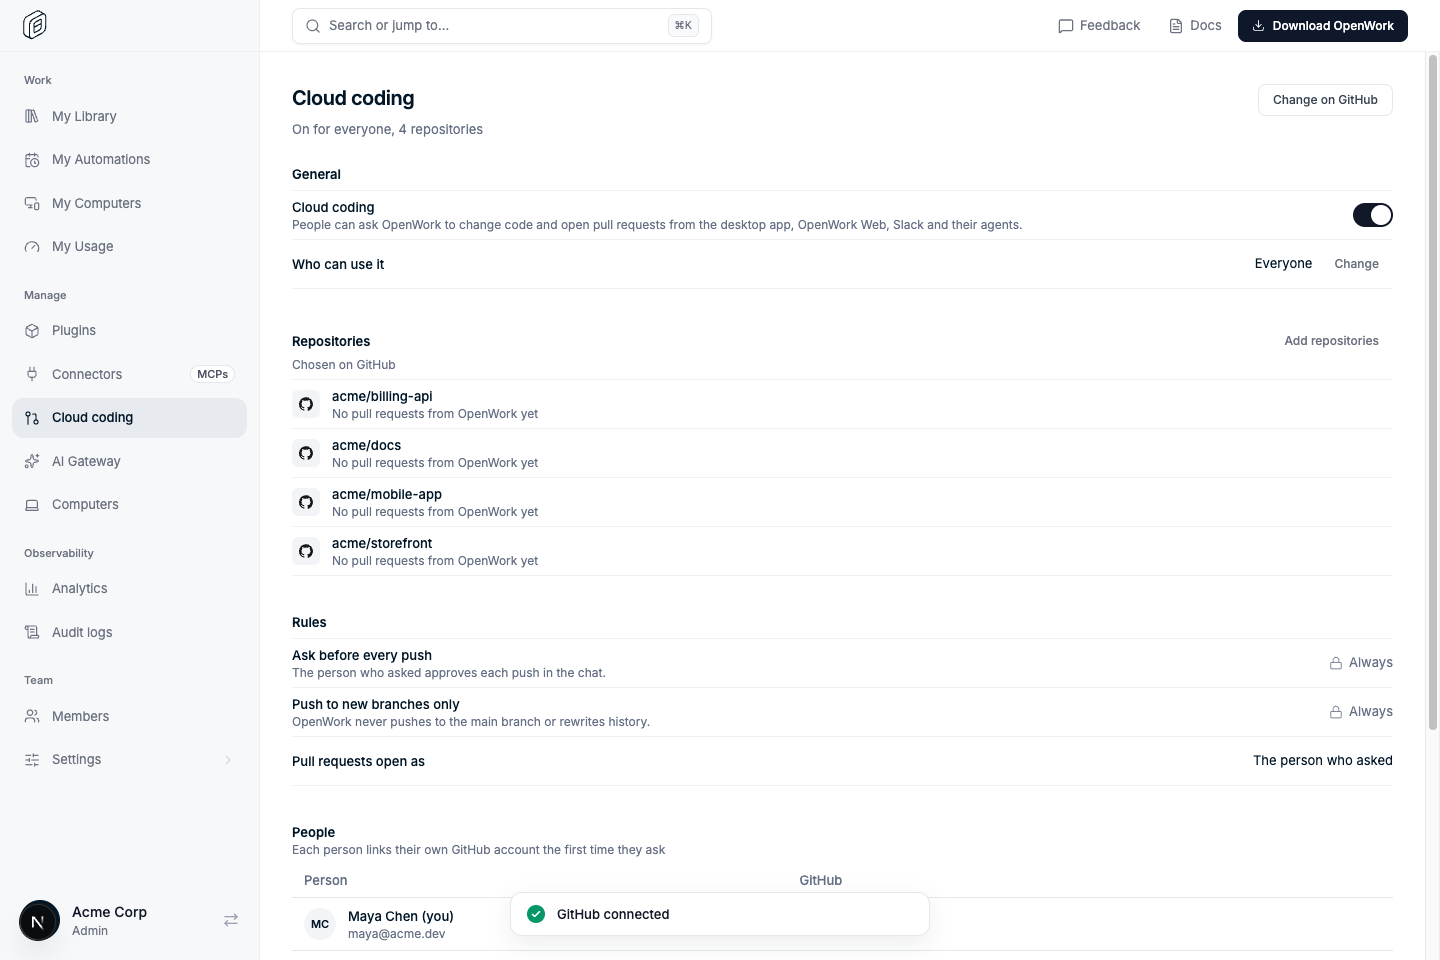 Search or jump to...
⌘K
Feedback
Docs
Download OpenWork
Work
My Library
My Automations
My Computers
My Usage
Manage
Plugins
Connectors
MCPs
Cloud coding
AI Gateway
Computers
Observability
Analytics
Audit logs
Team
Members
Settings
N
Acme Corp
Admin
Cloud coding
Change on GitHub
On for everyone, 4 repositories
General
Cloud coding
People can ask OpenWork to change code and open pull requests from the desktop app, OpenWork Web, Slack and their agents.
Who can use it
Everyone
Change
Repositories
Add repositories
Chosen on GitHub
acme/billing-api
No pull requests from OpenWork yet
acme/docs
No pull requests from OpenWork yet
acme/mobile-app
No pull requests from OpenWork yet
acme/storefront
No pull requests from OpenWork yet
Rules
Ask before every push
The person who asked approves each push in the chat.
Always
Push to new branches only
OpenWork never pushes to the main branch or rewrites history.
Always
Pull requests open as
The person who asked
People
Each person links their own GitHub account the first time they ask
Person
GitHub
MC
Maya Chen (you)
maya@acme.dev
GitHub connected